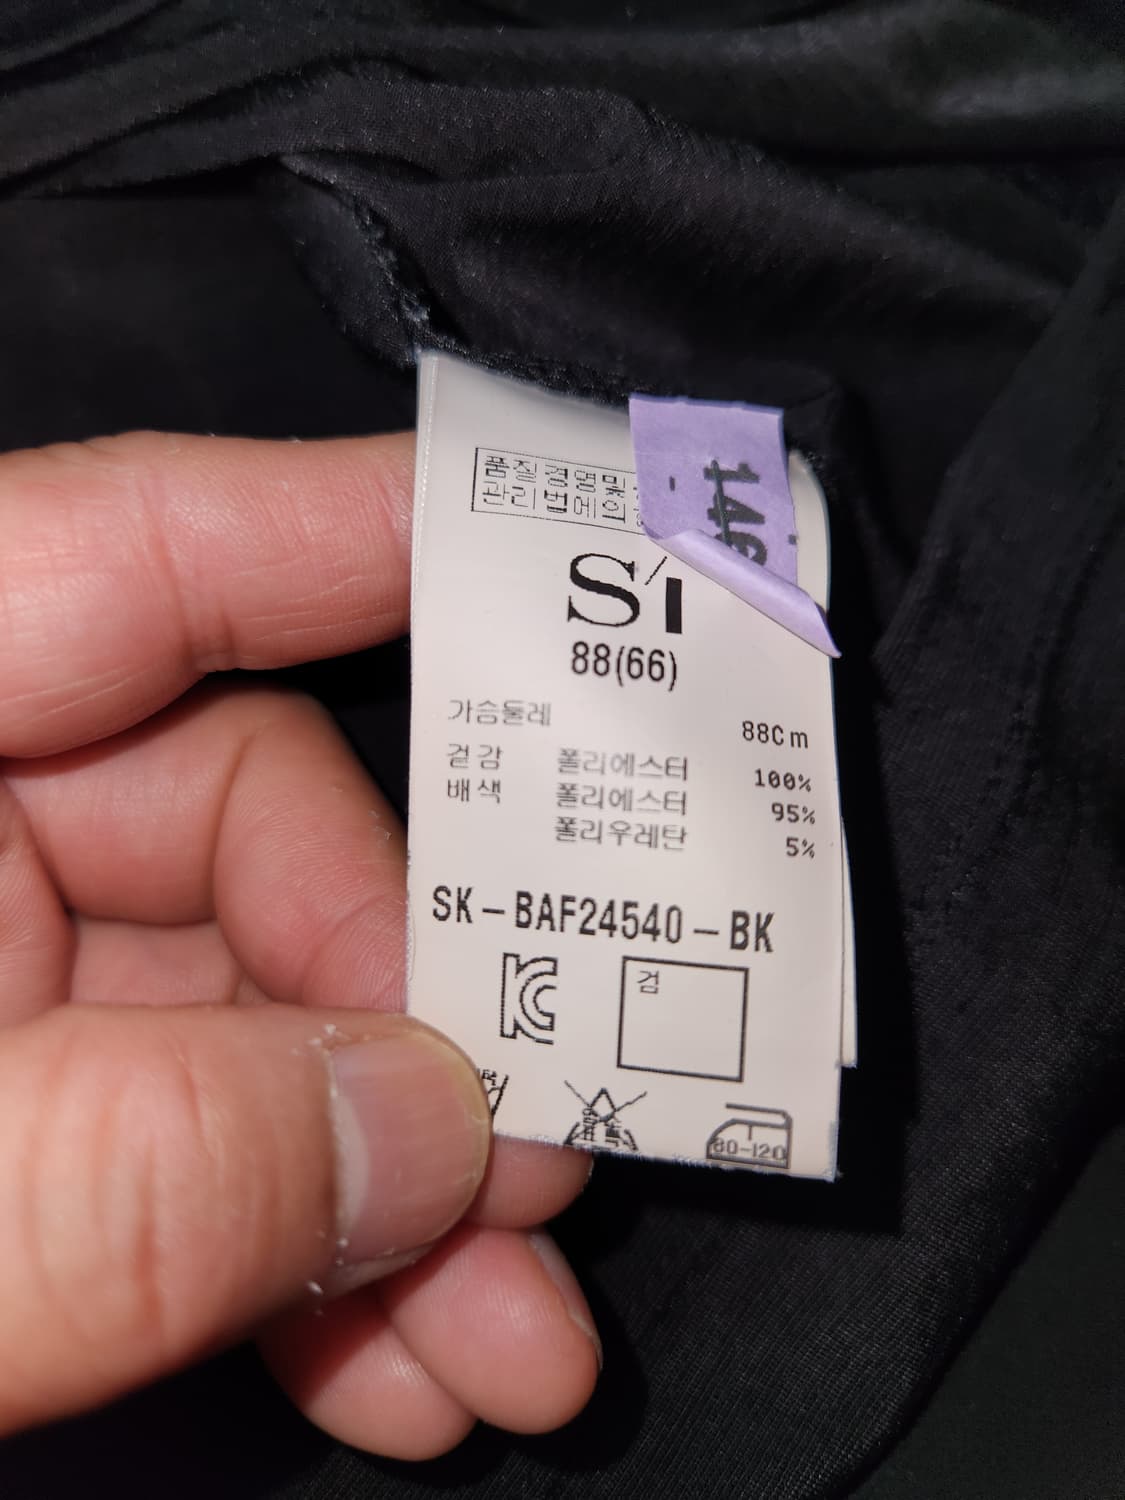 품질경영및
관리법에의
146
S'I
88(66)
가슴둘레 88Cm
겉감 폴리에스터 100%
배색 폴리에스터 95%
폴리우레탄 5%
SK-BAF24540-BK
KC
검
80-120